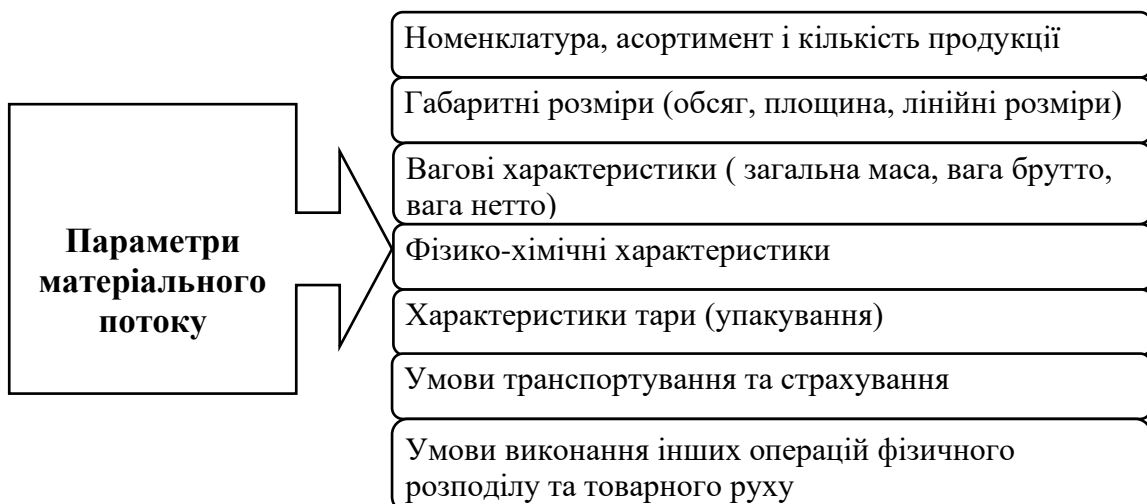 Параметри
матеріального
потоку
Номенклатура, асортимент і кількість продукції
Габаритні розміри (обсяг, площина, лінійні розміри)
Вагові характеристики ( загальна маса, вага брутто,
вага нетто)
Фізико-хімічні характеристики
Характеристики тари (упакування)
Умови транспортування та страхування
Умови виконання інших операцій фізичного
розподілу та товарного руху